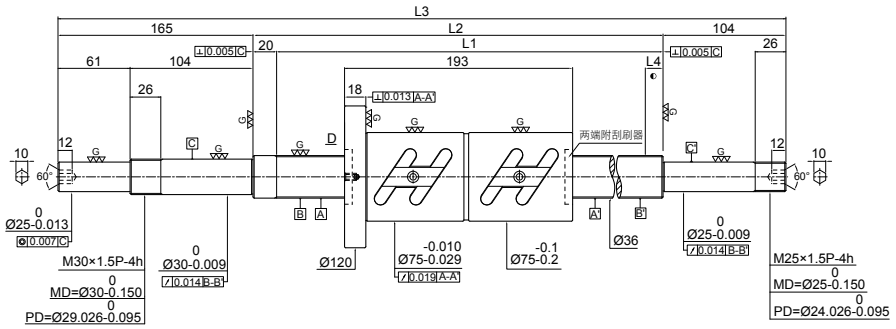 L3
165
L2
104
⊥ 0.005 C
20
L1
⊥ 0.005 C
26
61
104
193
L4
26
18
⊥ 0.013 A-A'
G
G
G
D
G
G
两端附刮刷器
C
G
G
G
C'
G
12
12
10
60°
60°
10
B
A
A'
B'
0
Ø25-0.013
◎ 0.007 C
0
Ø30-0.009
↗ 0.014 B-B'
Ø120
-0.010
Ø75-0.029
↗ 0.019 A-A'
-0.1
Ø75-0.2
Ø36
0
Ø25-0.009
↗ 0.014 B-B'
M30×1.5P-4h
0
MD=Ø30-0.150
0
PD=Ø29.026-0.095
M25×1.5P-4h
0
MD=Ø25-0.150
0
PD=Ø24.026-0.095